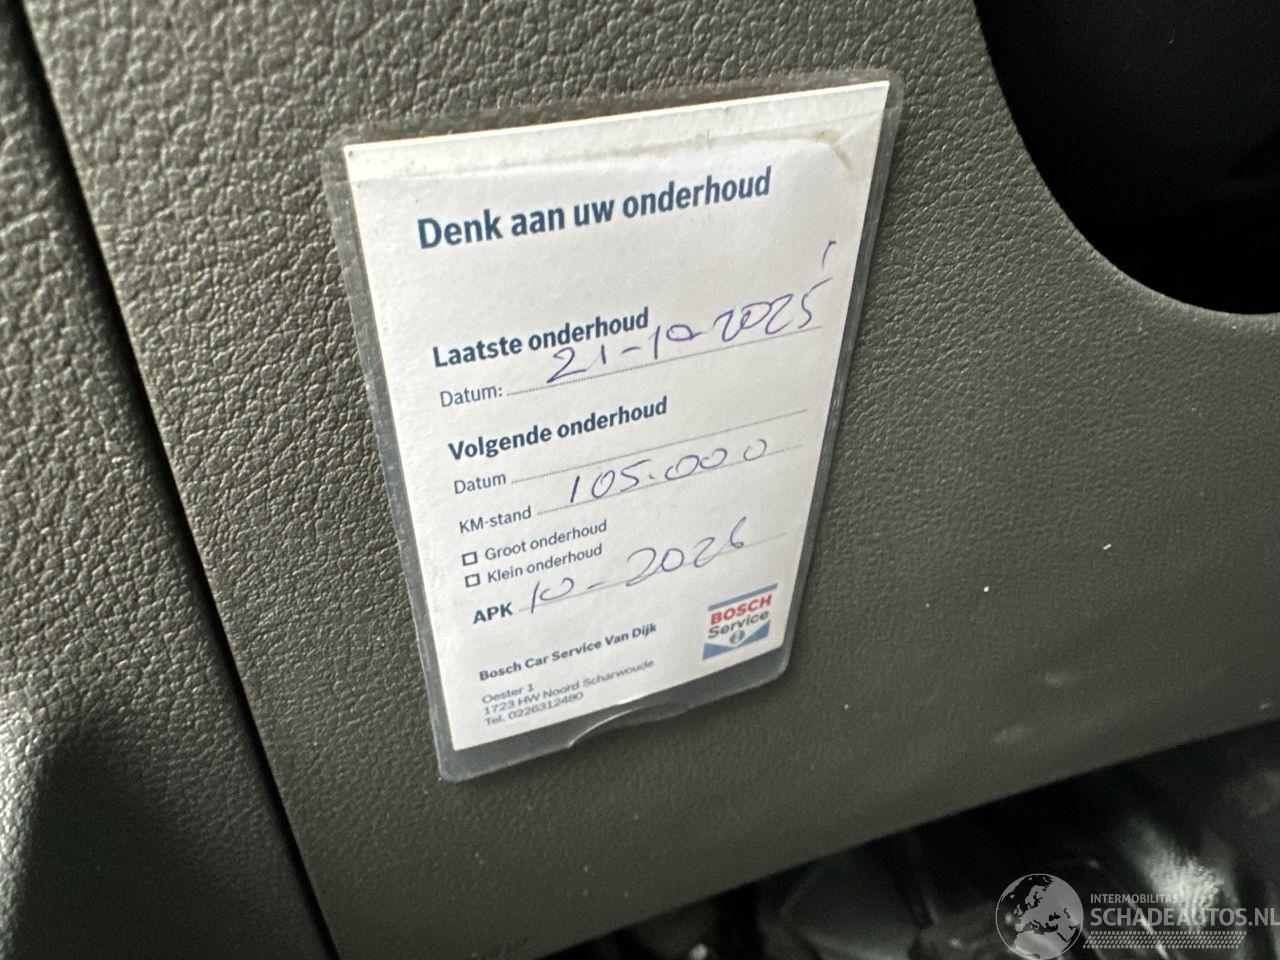 Denk aan uw onderhoud
Laatste onderhoud
Datum: 21-10-2025
Volgende onderhoud
Datum
KM-stand 105.000
Groot onderhoud
Klein onderhoud
APK 10-2026
BOSCH
Service
Bosch Car Service Van Dijk
Oester 1
1723 HW Noord Scharwoude
Tel. 0226312480
INTERMOBILITAS
SCHADEAUTOS.NL